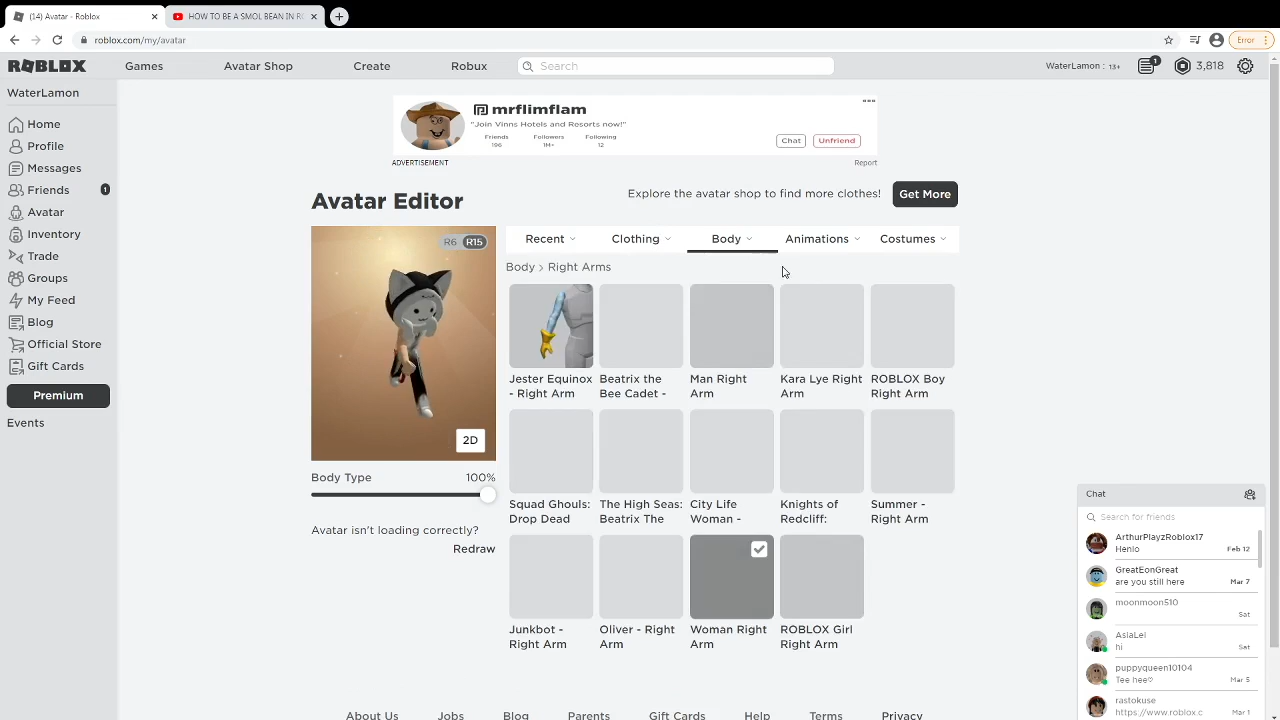 (14) Avatar - Roblox
HOW TO BE A SMOL BEAN IN RO
roblox.com/my/avatar
Error
ROBLOX
Games
Avatar Shop
Create
Robux
Search
WaterLamon : 13+
1
3,818
WaterLamon
Home
Profile
Messages
Friends
1
Avatar
Inventory
Trade
Groups
My Feed
Blog
Official Store
Gift Cards
Premium
Events
mrflimflam
"Join Vinns Hotels and Resorts now!"
Friends
Followers
Following
196
1M+
12
Chat
Unfriend
ADVERTISEMENT
Report
Avatar Editor
Explore the avatar shop to find more clothes!
Get More
R6
R15
2D
Body Type
100%
Avatar isn't loading correctly?
Redraw
Recent
Clothing
Body
Animations
Costumes
Body > Right Arms
Jester Equinox
- Right Arm
Beatrix the
Bee Cadet -
Man Right
Arm
Kara Lye Right
Arm
ROBLOX Boy
Right Arm
Squad Ghouls:
Drop Dead
The High Seas:
Beatrix The
City Life
Woman -
Knights of
Redcliff:
Summer -
Right Arm
Junkbot -
Right Arm
Oliver - Right
Arm
Woman Right
Arm
ROBLOX Girl
Right Arm
Chat
Search for friends
ArthurPlayzRoblox17
Henlo
Feb 12
GreatEonGreat
are you still here
Mar 7
moonmoon510
Sat
AsiaLei
hi
Sat
puppyqueen10104
Tee hee♡
Mar 5
rastokuse
https://www.roblox.c
Mar 1
About Us
Jobs
Blog
Parents
Gift Cards
Help
Terms
Privacy